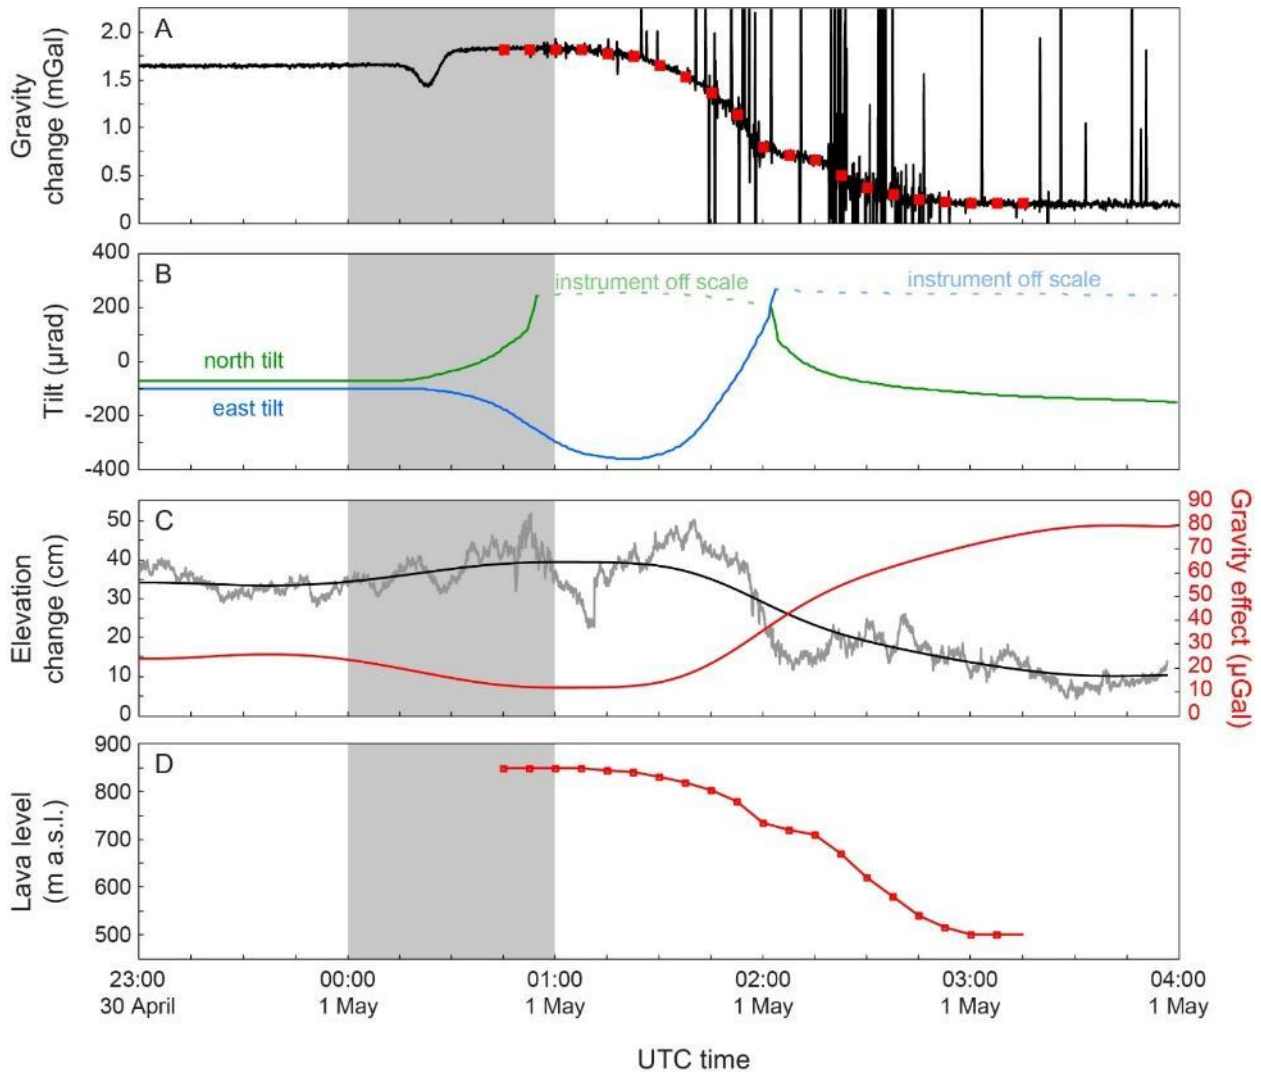 A
Gravity
change (mGal)
2.0
1.5
1.0
0.5
0
B
Tilt (µrad)
400
200
0
-200
-400
instrument off scale
instrument off scale
north tilt
east tilt
C
Elevation
change (cm)
50
40
30
20
10
0
90
80
70
60
50
40
30
20
10
0
Gravity effect (µGal)
D
Lava level
(m a.s.l.)
900
800
700
600
500
23:00 00:00 01:00 02:00 03:00 04:00
30 April 1 May 1 May 1 May 1 May 1 May
UTC time